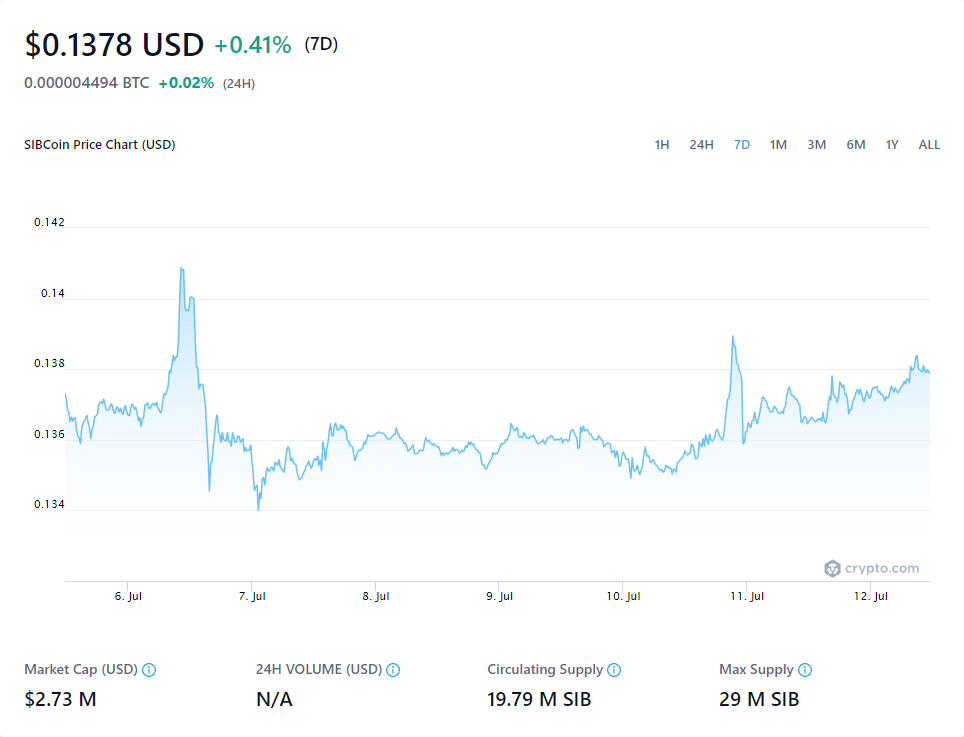 $0.1378 USD +0.41% (7D)
0.000004494 BTC +0.02% (24H)
SIBCoin Price Chart (USD) 1H 24H 7D 1M 3M 6M 1Y ALL
0.142
0.14
0.138
0.136
0.134
crypto.com
6. Jul 7. Jul 8. Jul 9. Jul 10. Jul 11. Jul 12. Jul
Market Cap (USD) 24H VOLUME (USD) Circulating Supply Max Supply
$2.73 M N/A 19.79 M SIB 29 M SIB